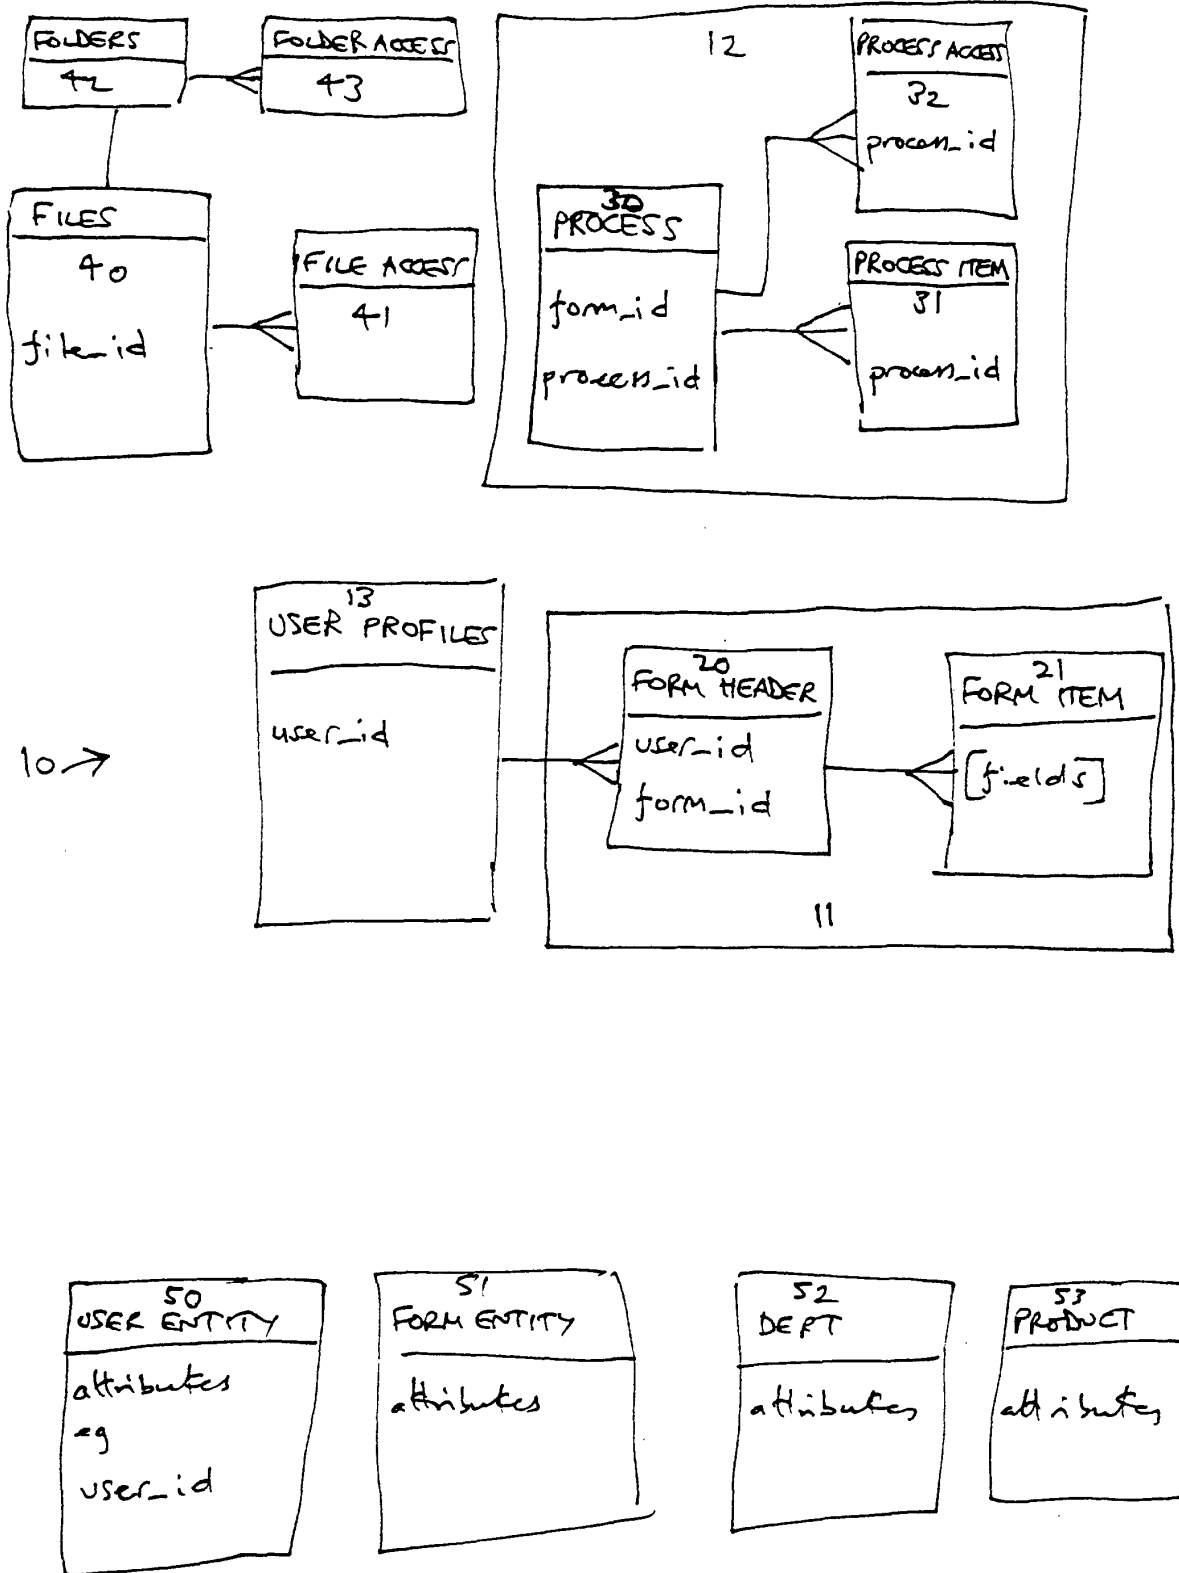 FOLDERS
42
FOLDER ACCESS
43
12
PROCESS ACCESS
32
process_id
FILES
40
file_id
FILE ACCESS
41
30
PROCESS
form_id
process_id
PROCESS ITEM
31
process_id
13
USER PROFILES
user_id
10
20
FORM HEADER
user_id
form_id
21
FORM ITEM
[fields]
11
50
USER ENTITY
attributes
eg
user_id
51
FORM ENTITY
attributes
52
DEPT
attributes
53
PRODUCT
attributes